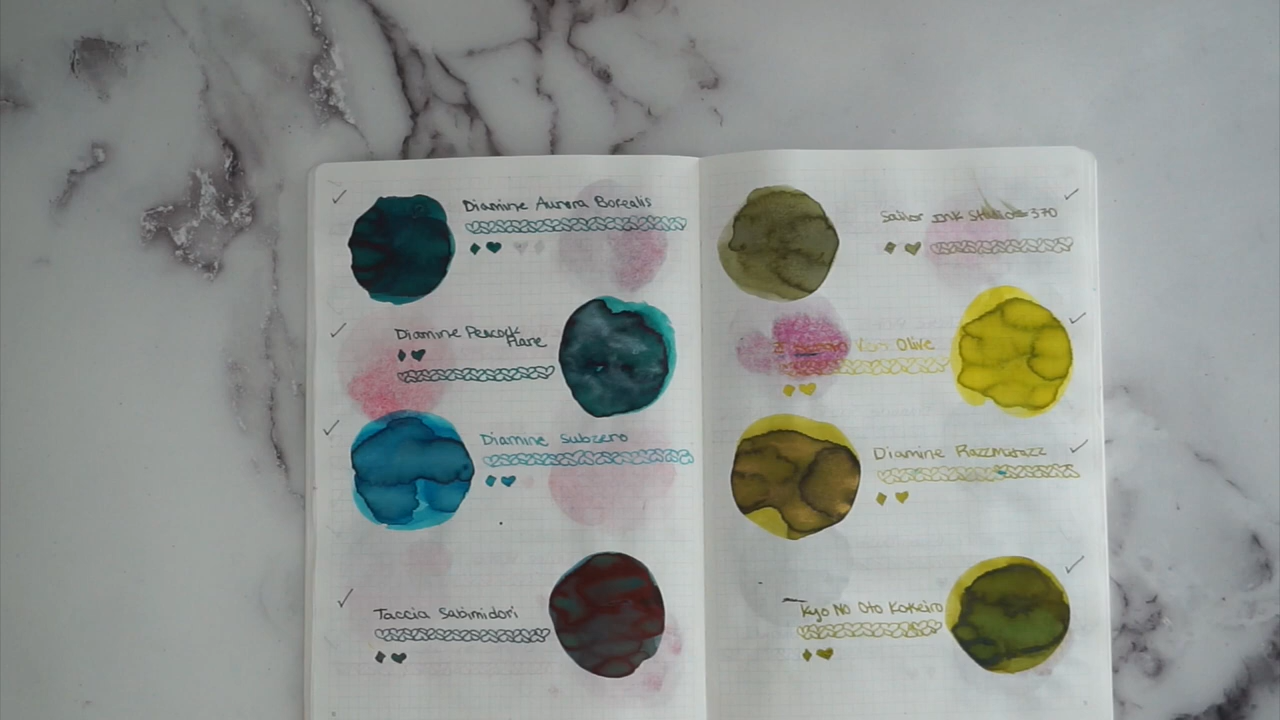 Diamine Aurora Borealis
Diamine Peacock
Flare
Diamine Subzero
Taccia Sabimidori
Sailor Ink Studio 370
Olive
Diamine Razzmatazz
Kyo No Oto Kokeiro